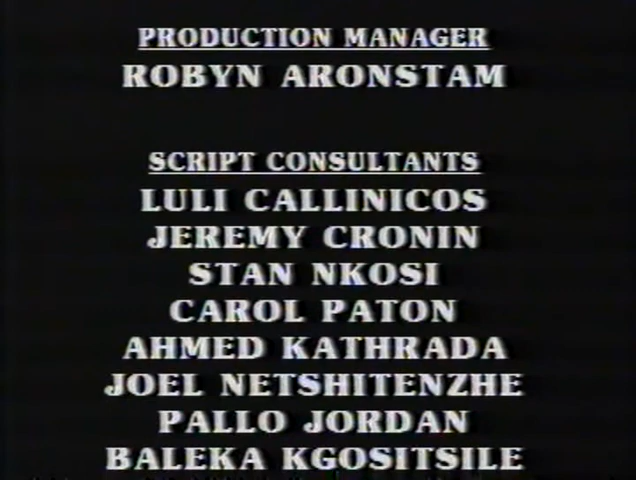 PRODUCTION MANAGER
ROBYN ARONSTAM
SCRIPT CONSULTANTS
LULI CALLINICOS
JEREMY CRONIN
STAN NKOSI
CAROL PATON
AHMED KATHRADA
JOEL NETSHITENZHE
PALLO JORDAN
BALEKA KGOSITSILE